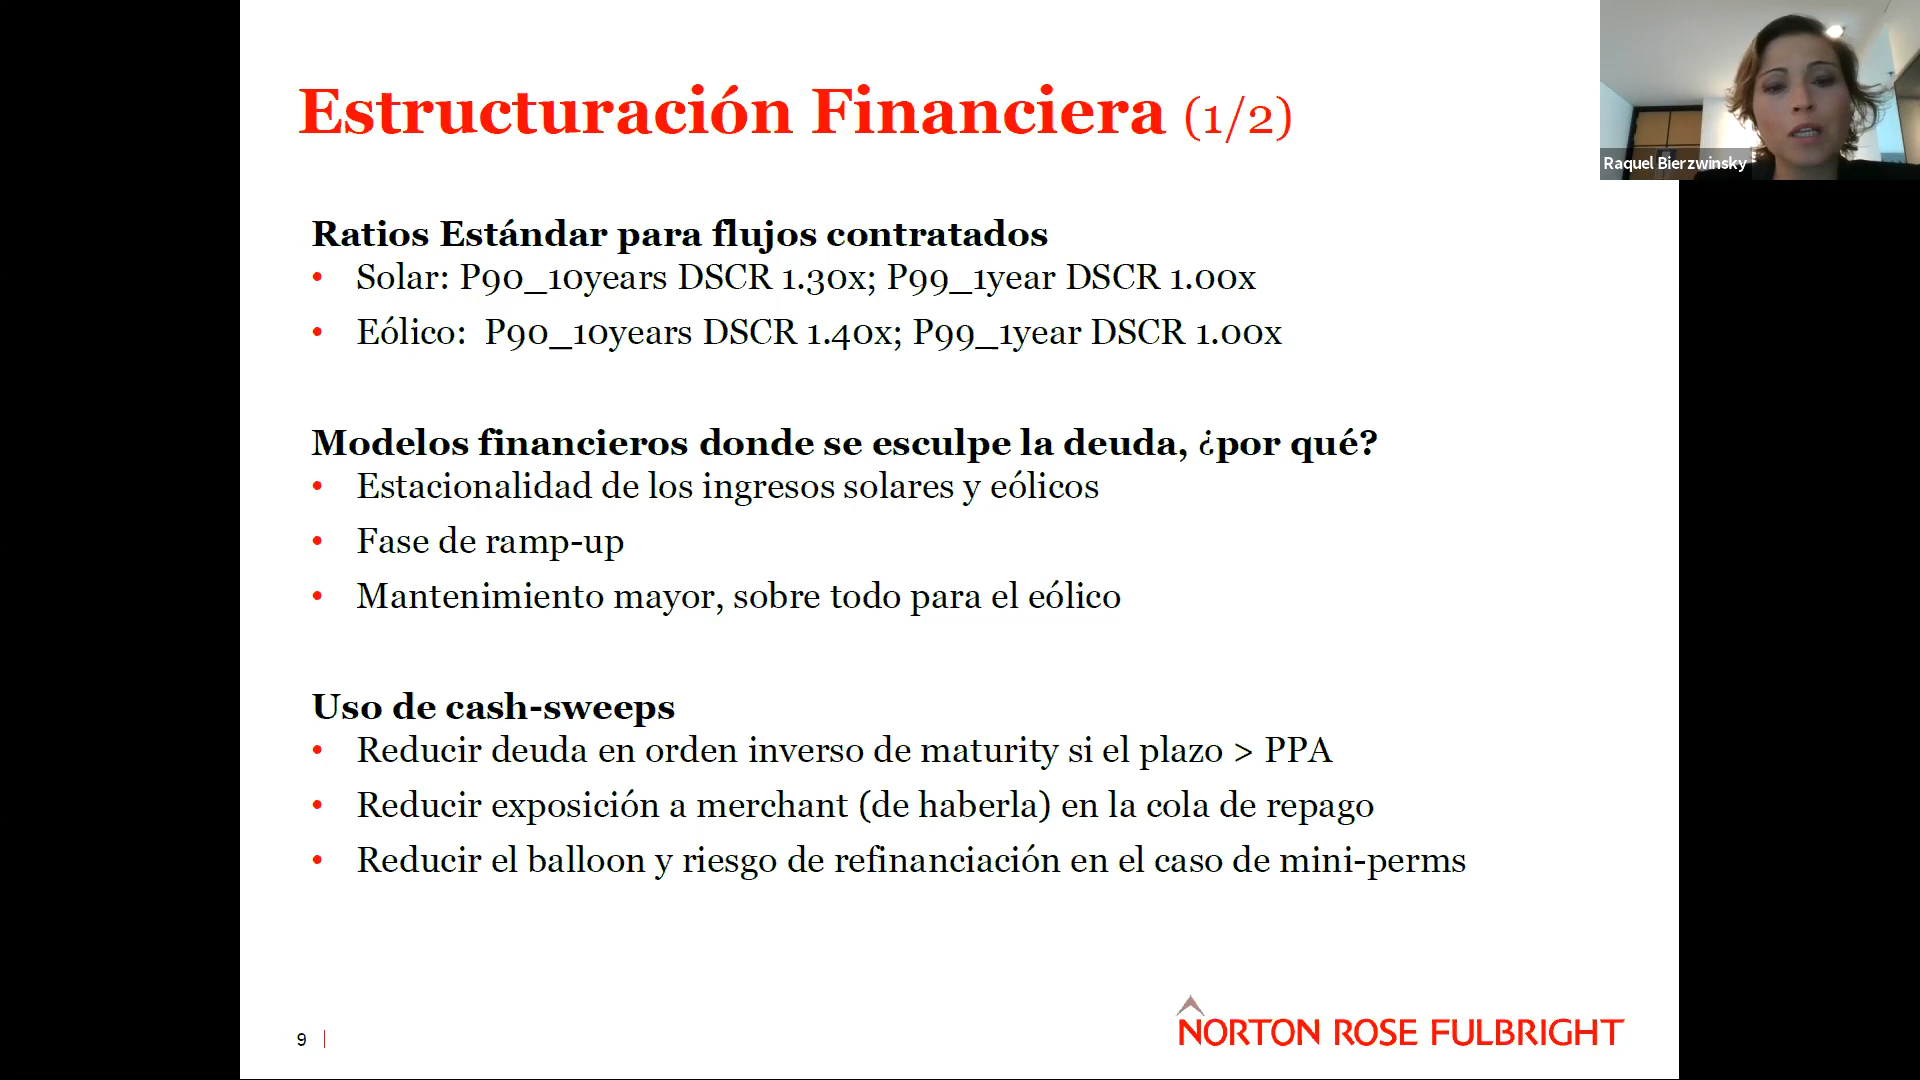 Estructuración Financiera (1/2)
Raquel Bierzwinsky
Ratios Estándar para flujos contratados
• Solar: P90_10years DSCR 1.30x; P99_1year DSCR 1.00x
• Eólico: P90_10years DSCR 1.40x; P99_1year DSCR 1.00x
Modelos financieros donde se esculpe la deuda, ¿por qué?
• Estacionalidad de los ingresos solares y eólicos
• Fase de ramp-up
• Mantenimiento mayor, sobre todo para el eólico
Uso de cash-sweeps
• Reducir deuda en orden inverso de maturity si el plazo > PPA
• Reducir exposición a merchant (de haberla) en la cola de repago
• Reducir el balloon y riesgo de refinanciación en el caso de mini-perms
9
NORTON ROSE FULBRIGHT